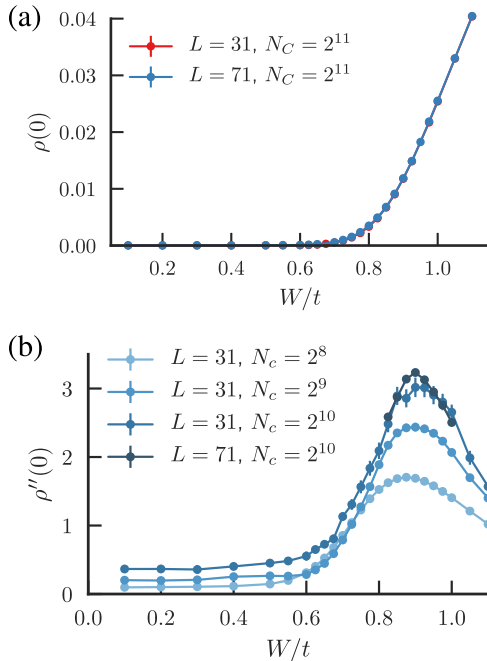 (a)
L = 31, N_C = 2^11
L = 71, N_C = 2^11
ρ(0)
0.04
0.03
0.02
0.01
0.00
0.2 0.4 0.6 0.8 1.0
W/t
(b)
L = 31, N_c = 2^8
L = 31, N_c = 2^9
L = 31, N_c = 2^10
L = 71, N_c = 2^10
ρ′′(0)
3
2
1
0
0.0 0.2 0.4 0.6 0.8 1.0
W/t